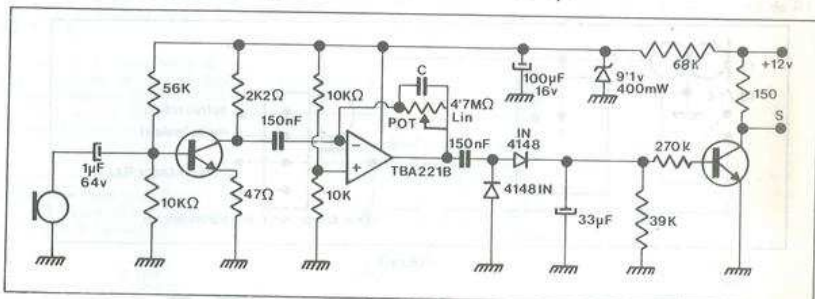 56K
2K2Ω
10KΩ
C
4'7MΩ
Lin
POT
100µF
16v
9'1v
400mW
68K
+12v
150
S
150nF
1µF
64v
10KΩ
47Ω
10K
-
+
TBA221B
150nF
IN
4148
4148IN
33µF
270K
39K